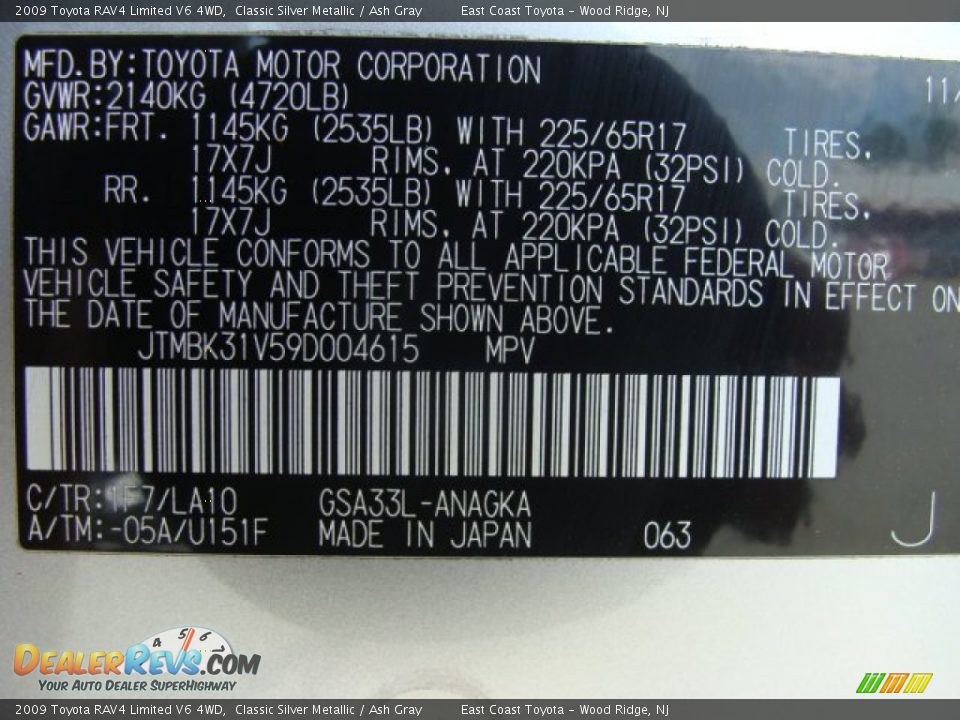 2009 Toyota RAV4 Limited V6 4WD, Classic Silver Metallic / Ash Gray East Coast Toyota - Wood Ridge, NJ
MFD.BY:TOYOTA MOTOR CORPORATION
GVWR:2140KG (4720LB) 11/
GAWR:FRT. 1145KG (2535LB) WITH 225/65R17 TIRES,
17X7J RIMS, AT 220KPA (32PSI) COLD.
RR. 1145KG (2535LB) WITH 225/65R17 TIRES,
17X7J RIMS, AT 220KPA (32PSI) COLD.
THIS VEHICLE CONFORMS TO ALL APPLICABLE FEDERAL MOTOR
VEHICLE SAFETY AND THEFT PREVENTION STANDARDS IN EFFECT ON
THE DATE OF MANUFACTURE SHOWN ABOVE.
JTMBK31V59D004615 MPV
C/TR:1F7/LA10 GSA33L-ANAGKA
A/TM:-05A/U151F MADE IN JAPAN 063 J
4 5 6
DEALERREVS.COM
YOUR AUTO DEALER SUPERHIGHWAY
2009 Toyota RAV4 Limited V6 4WD, Classic Silver Metallic / Ash Gray East Coast Toyota - Wood Ridge, NJ